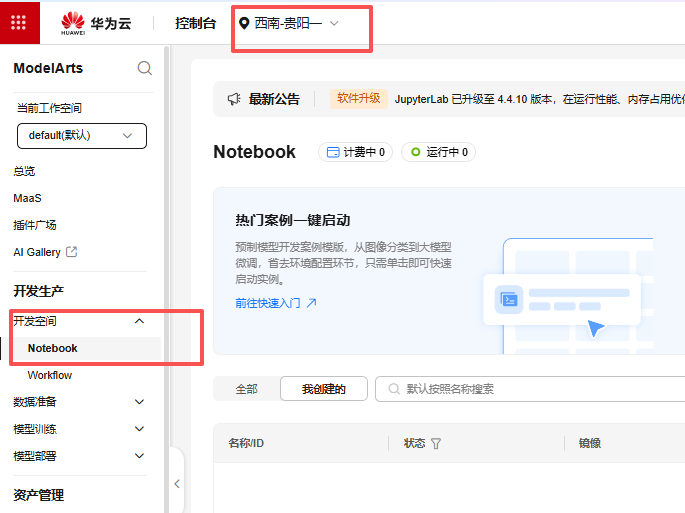 HUAWEI
华为云
控制台
西南-贵阳一
ModelArts
当前工作空间
default(默认)
总览
MaaS
插件广场
AI Gallery
开发生产
开发空间
Notebook
Workflow
数据准备
模型训练
模型部署
资产管理
最新公告
软件升级
JupyterLab 已升级至 4.4.10 版本，在运行性能、内存占用优化
Notebook
计费中 0
运行中 0
热门案例一键启动
预制模型开发案例模版，从图像分类到大模型
微调，省去环境配置环节，只需单击即可快速
启动实例。
前往快速入门
全部
我创建的
默认按照名称搜索
名称/ID
状态
镜像